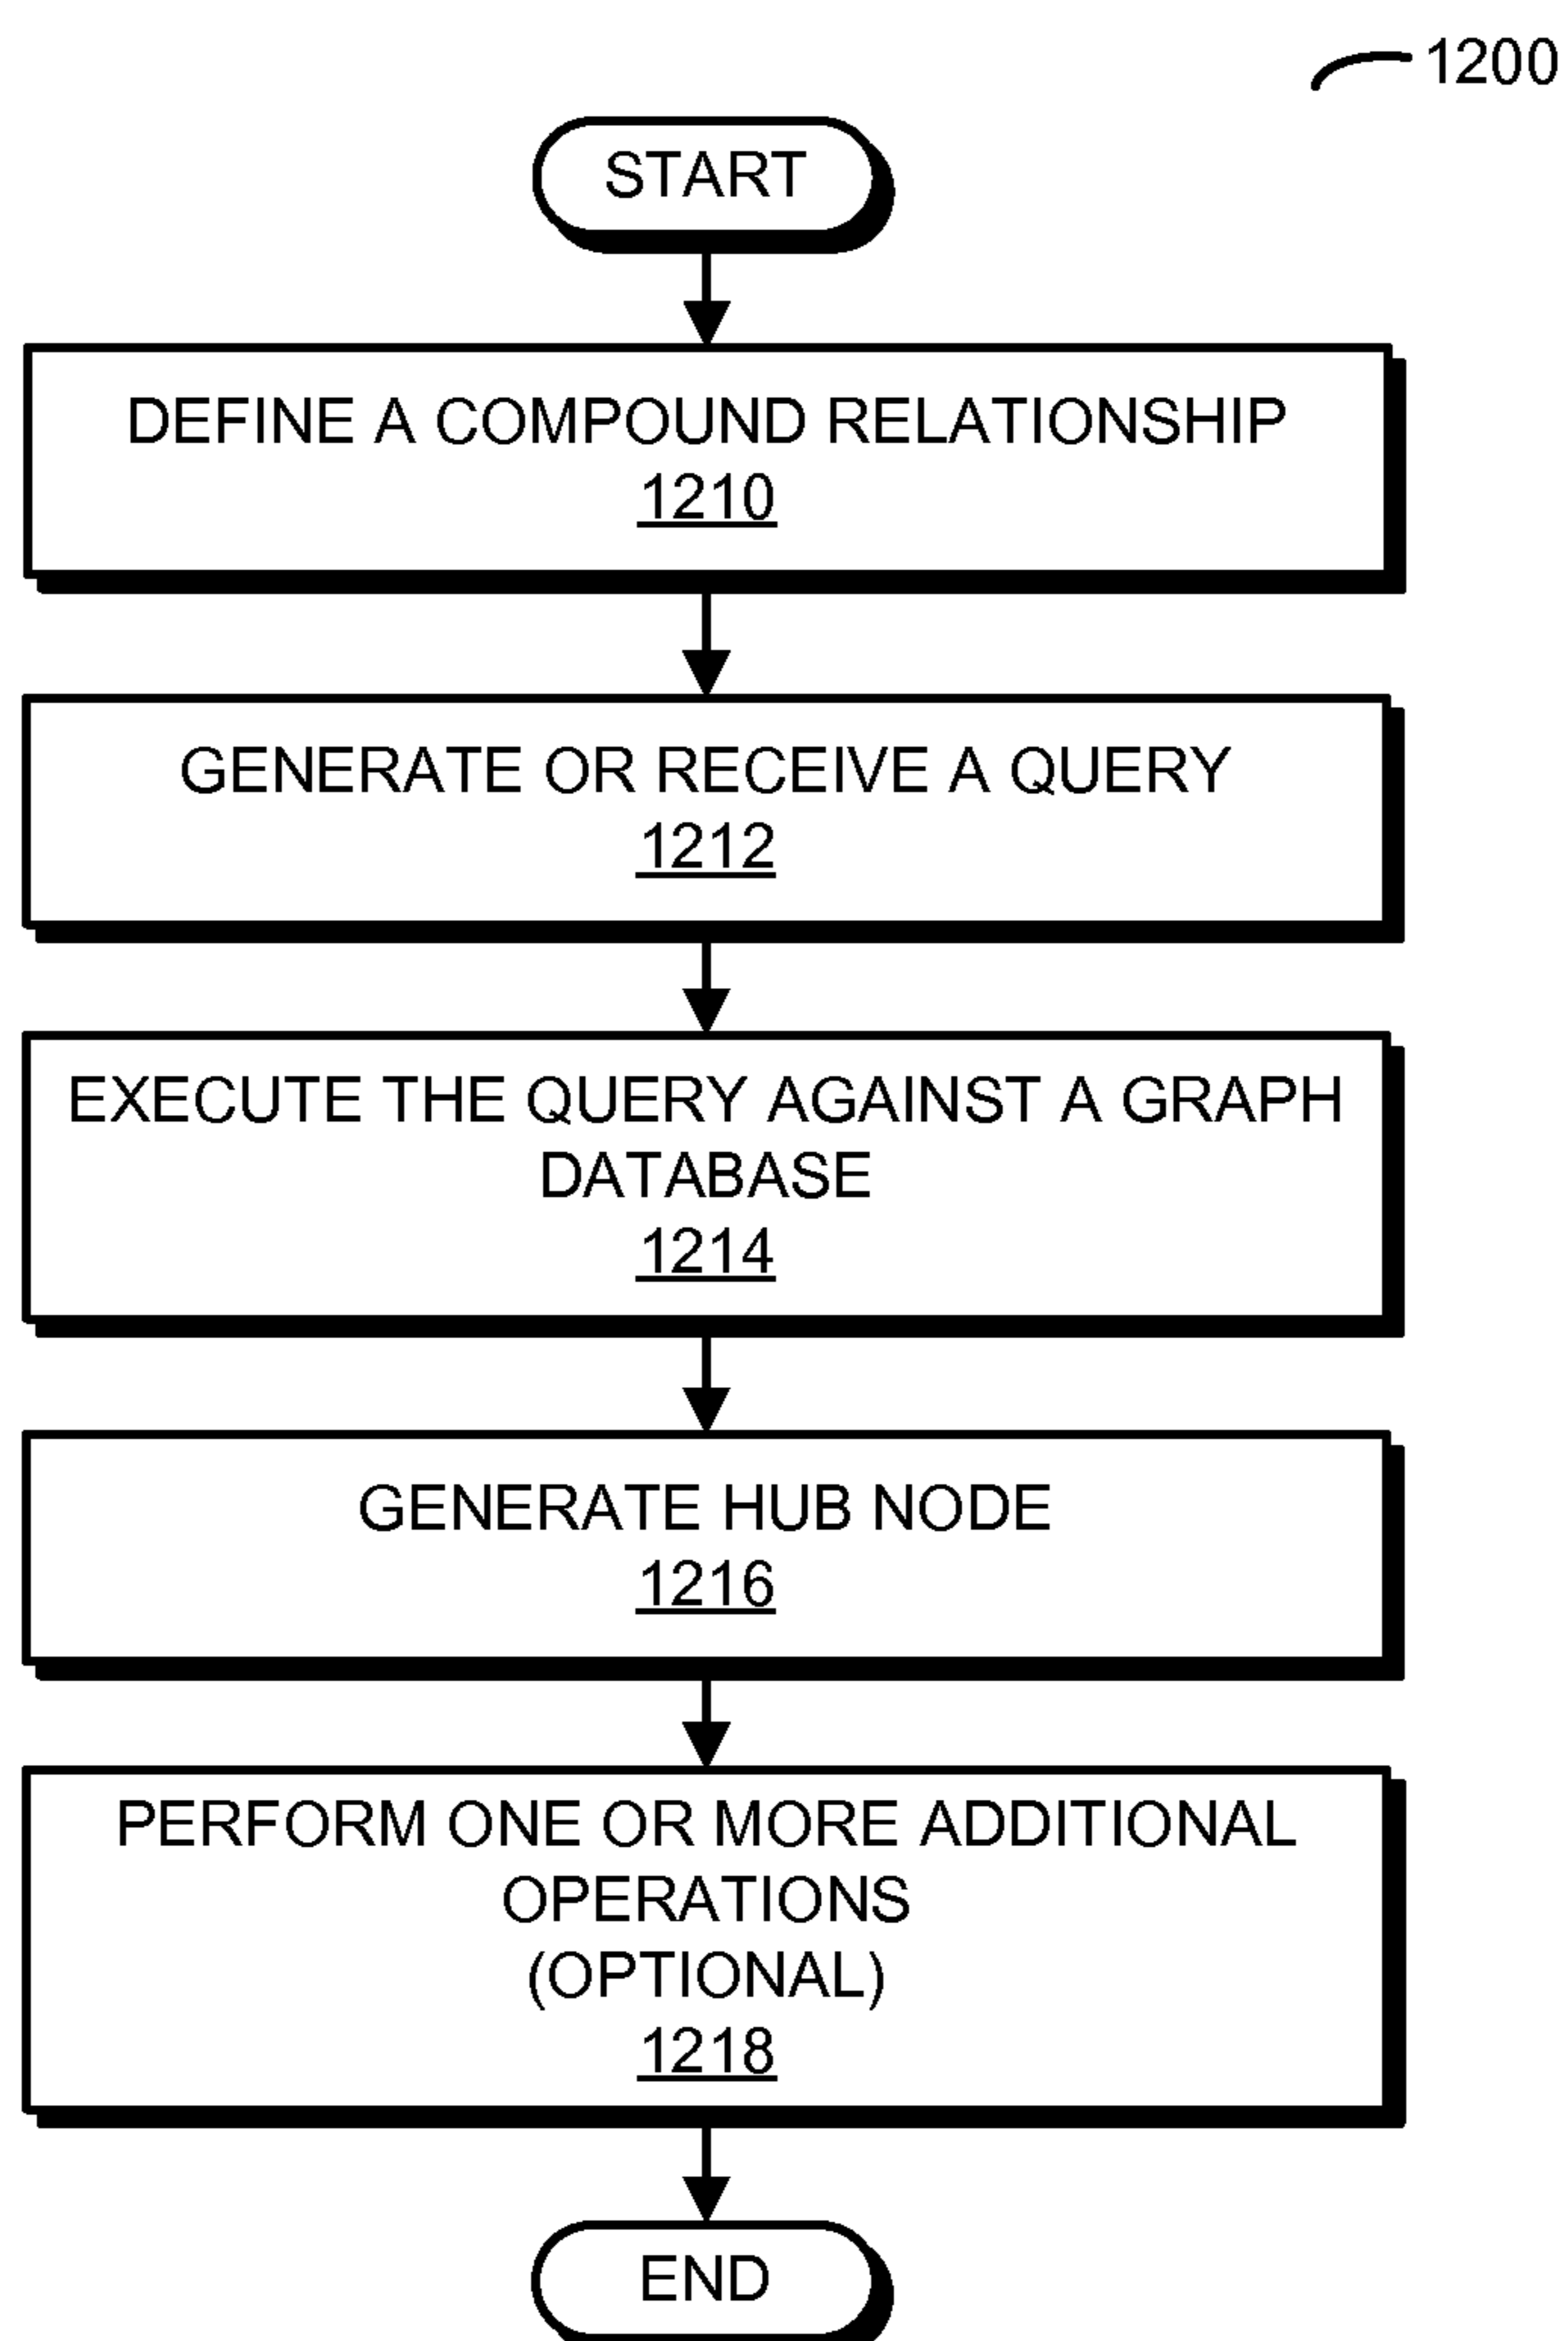 1200
START
DEFINE A COMPOUND RELATIONSHIP
1210
GENERATE OR RECEIVE A QUERY
1212
EXECUTE THE QUERY AGAINST A GRAPH
DATABASE
1214
GENERATE HUB NODE
1216
PERFORM ONE OR MORE ADDITIONAL
OPERATIONS
(OPTIONAL)
1218
END